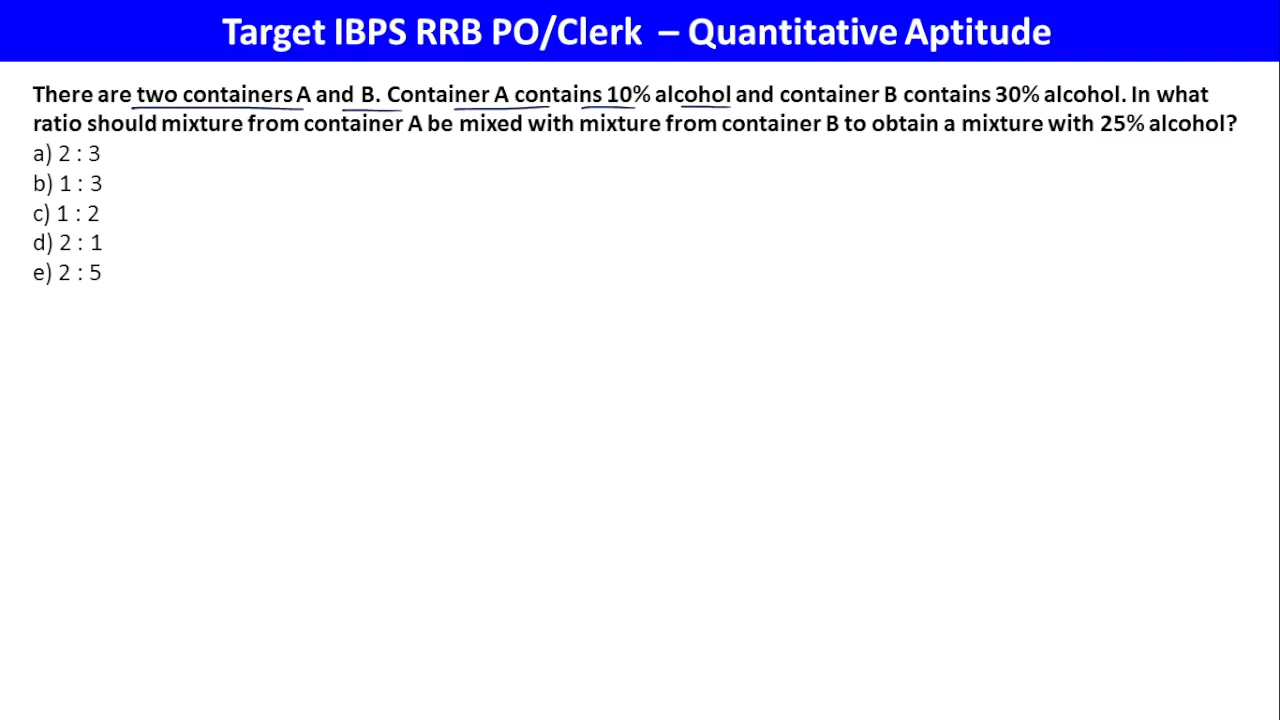 Target IBPS RRB PO/Clerk – Quantitative Aptitude
There are two containers A and B. Container A contains 10% alcohol and container B contains 30% alcohol. In what
ratio should mixture from container A be mixed with mixture from container B to obtain a mixture with 25% alcohol?
a) 2 : 3
b) 1 : 3
c) 1 : 2
d) 2 : 1
e) 2 : 5